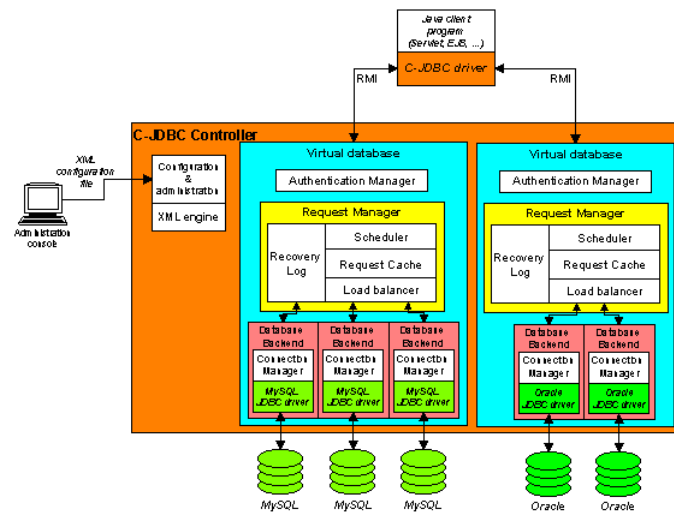 Java client
program
(Servlet, EJB, ...)
C-JDBC driver
RMI
RMI
C-JDBC Controller
XML
configuration
file
Administration
console
Configuration
&
administration
XML engine
Virtual database
Authentication Manager
Request Manager
Recovery
Log
Scheduler
Request Cache
Load balancer
Database
Backend
Connection
Manager
MySQL
JDBC driver
Database
Backend
Connection
Manager
MySQL
JDBC driver
Database
Backend
Connection
Manager
MySQL
JDBC driver
MySQL
MySQL
MySQL
Virtual database
Authentication Manager
Request Manager
Recovery
Log
Scheduler
Request Cache
Load balancer
Database
Backend
Connection
Manager
Oracle
JDBC driver
Database
Backend
Connection
Manager
Oracle
JDBC driver
Oracle
Oracle